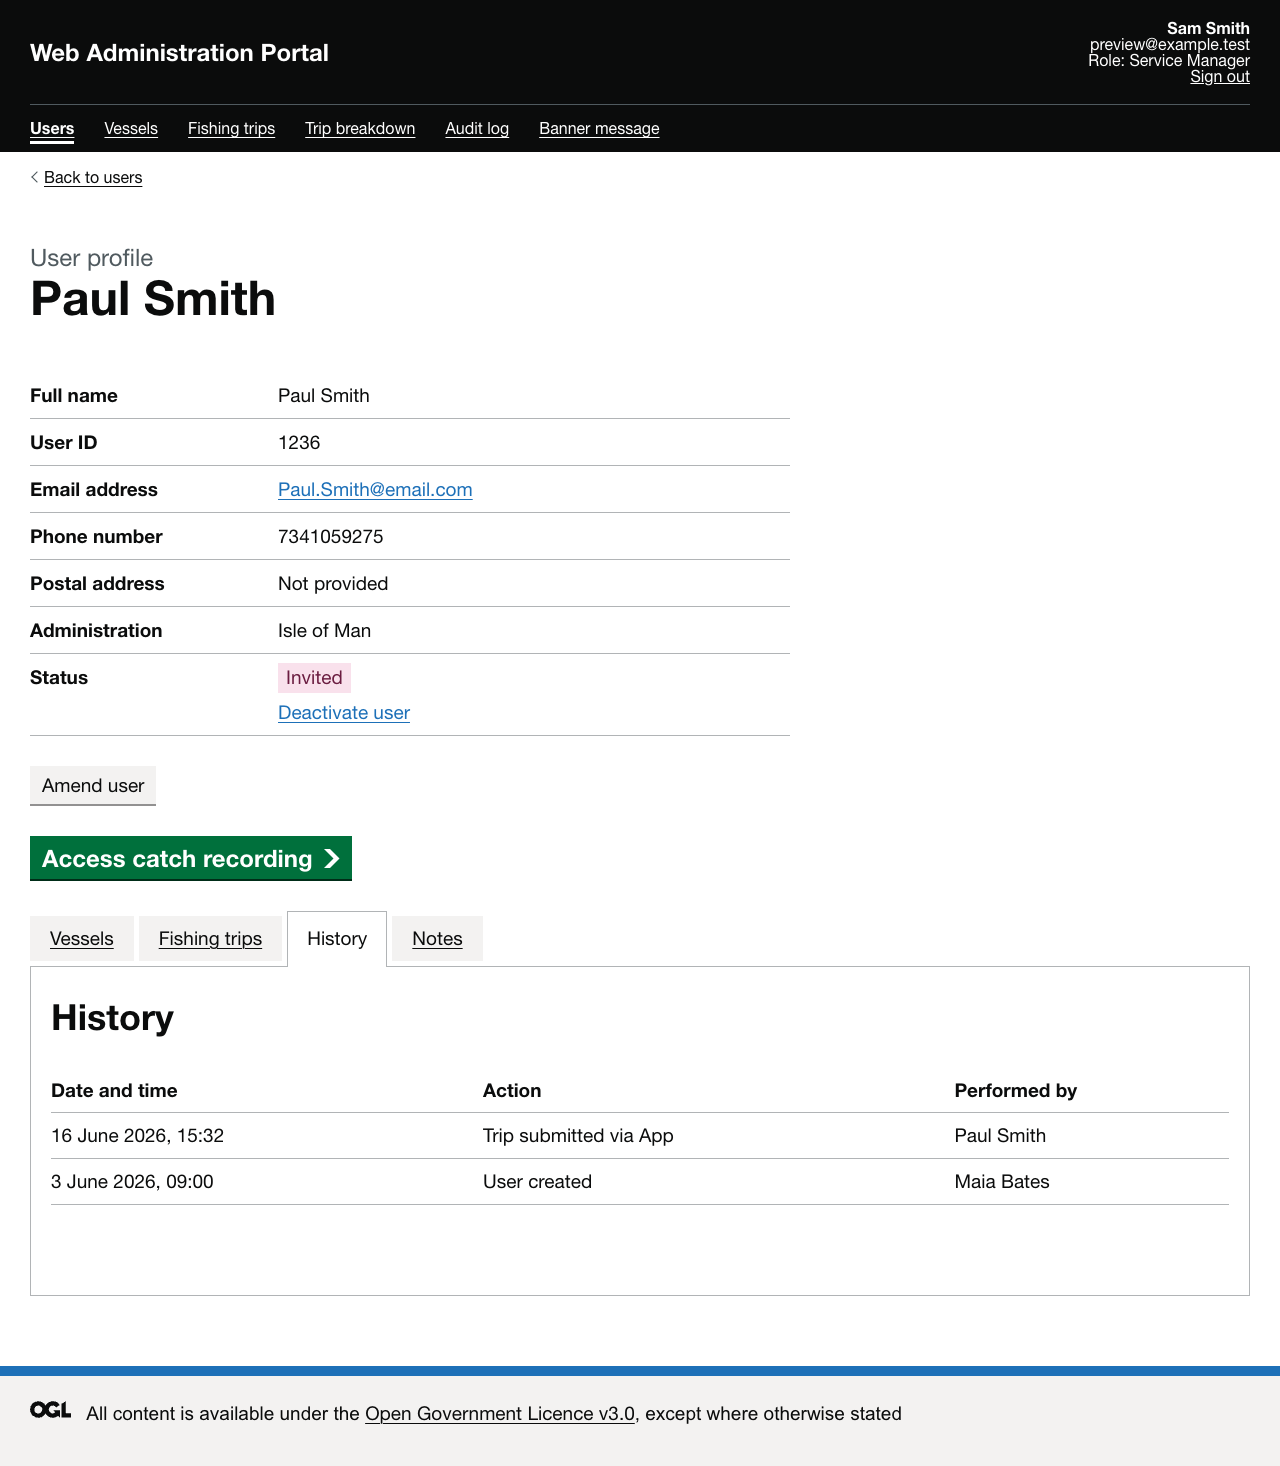 Web Administration Portal
Sam Smith
preview@example.test
Role: Service Manager
Sign out
Users Vessels Fishing trips Trip breakdown Audit log Banner message
Back to users
User profile
Paul Smith
Full name Paul Smith
User ID 1236
Email address Paul.Smith@email.com
Phone number 7341059275
Postal address Not provided
Administration Isle of Man
Status Invited
Deactivate user
Amend user
Access catch recording
Vessels Fishing trips History Notes
History
Date and time Action Performed by
16 June 2026, 15:32 Trip submitted via App Paul Smith
3 June 2026, 09:00 User created Maia Bates
OGL All content is available under the Open Government Licence v3.0, except where otherwise stated